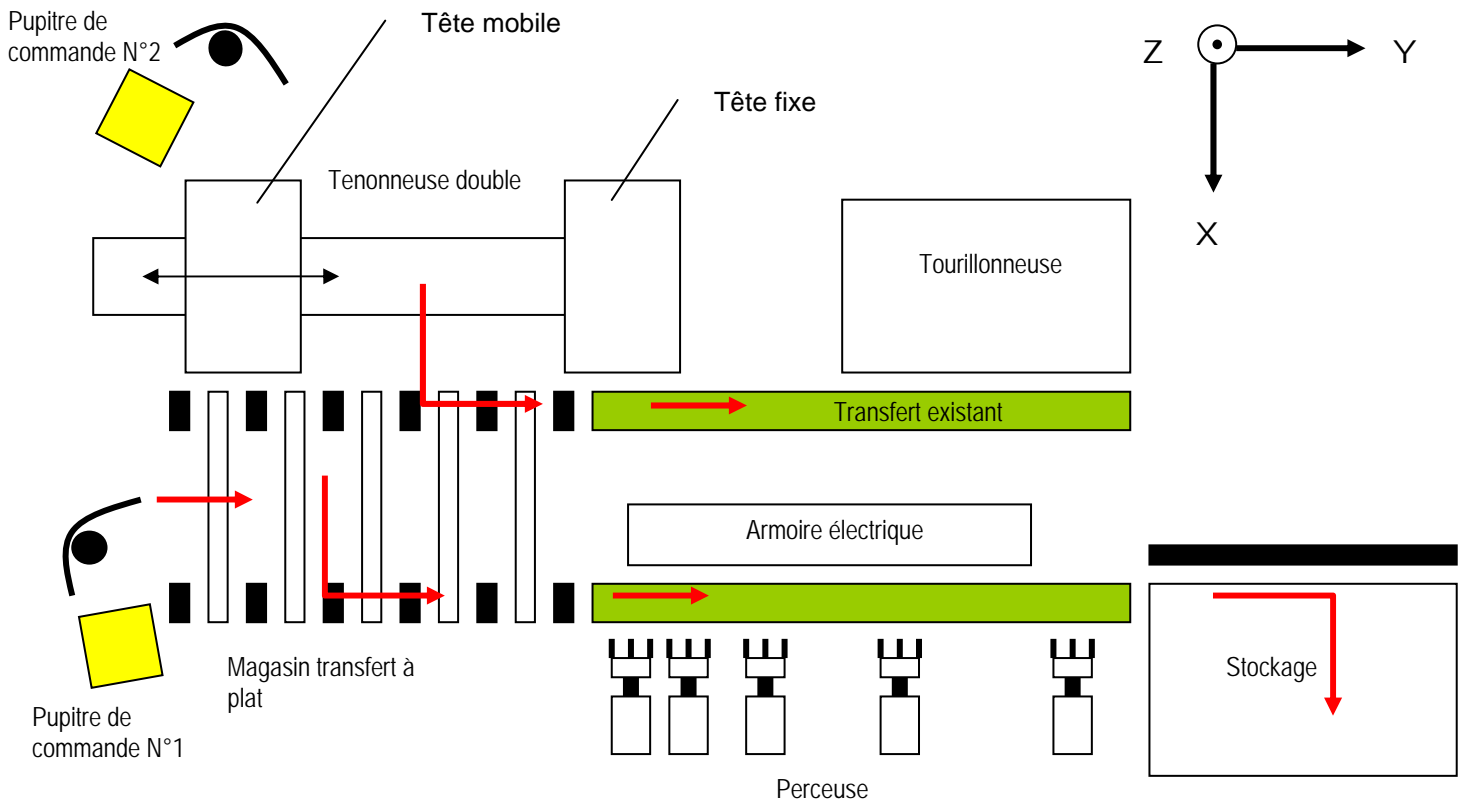 Pupitre de
commande N°2
Tête mobile
Tête fixe
Z
Y
X
Tenonneuse double
Tourillonneuse
Transfert existant
Armoire électrique
Magasin transfert à
plat
Stockage
Pupitre de
commande N°1
Perceuse